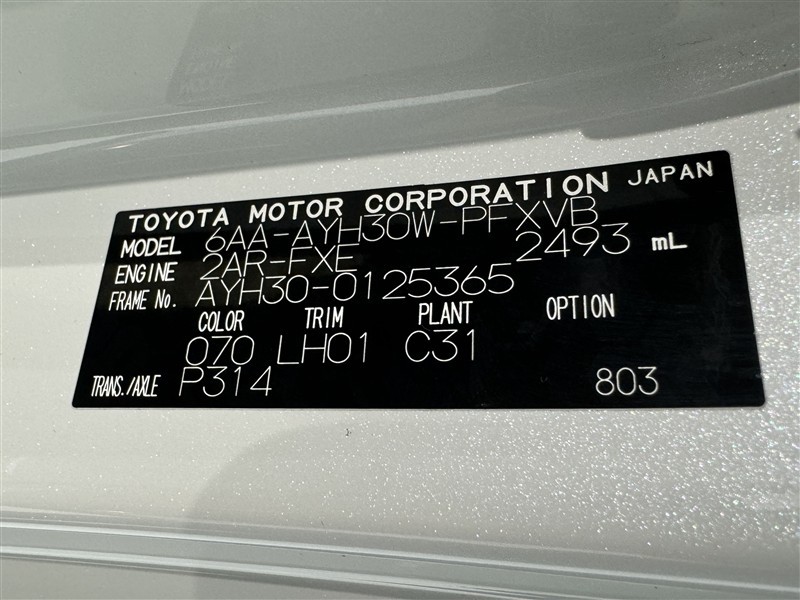 TOYOTA MOTOR CORPORATION JAPAN
MODEL 6AA-AYH30W-PFXVB
ENGINE 2AR-FXE 2493 mL
FRAME No. AYH30-0125365
COLOR TRIM PLANT OPTION
070 LH01 C31
TRANS./AXLE P314 803